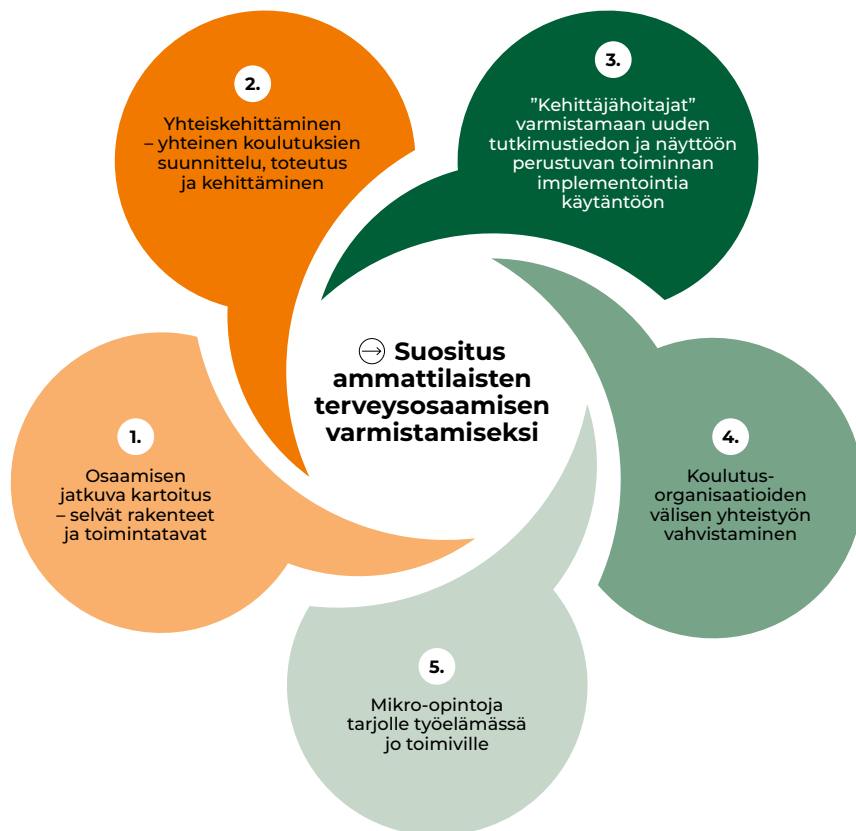 → Suositus
ammattilaisten
terveysosaamisen
varmistamiseksi
1.
Osaamisen
jatkuva kartoitus
– selvät rakenteet
ja toimintatavat
2.
Yhteiskehittäminen
– yhteinen koulutuksien
suunnittelu, toteutus
ja kehittäminen
3.
”Kehittäjähoitajat”
varmistamaan uuden
tutkimustiedon ja näyttöön
perustuvan toiminnan
implementointia
käytäntöön
4.
Koulutus-
organisaatioiden
välisen yhteistyön
vahvistaminen
5.
Mikro-opintoja
tarjolle työelämässä
jo toimiville